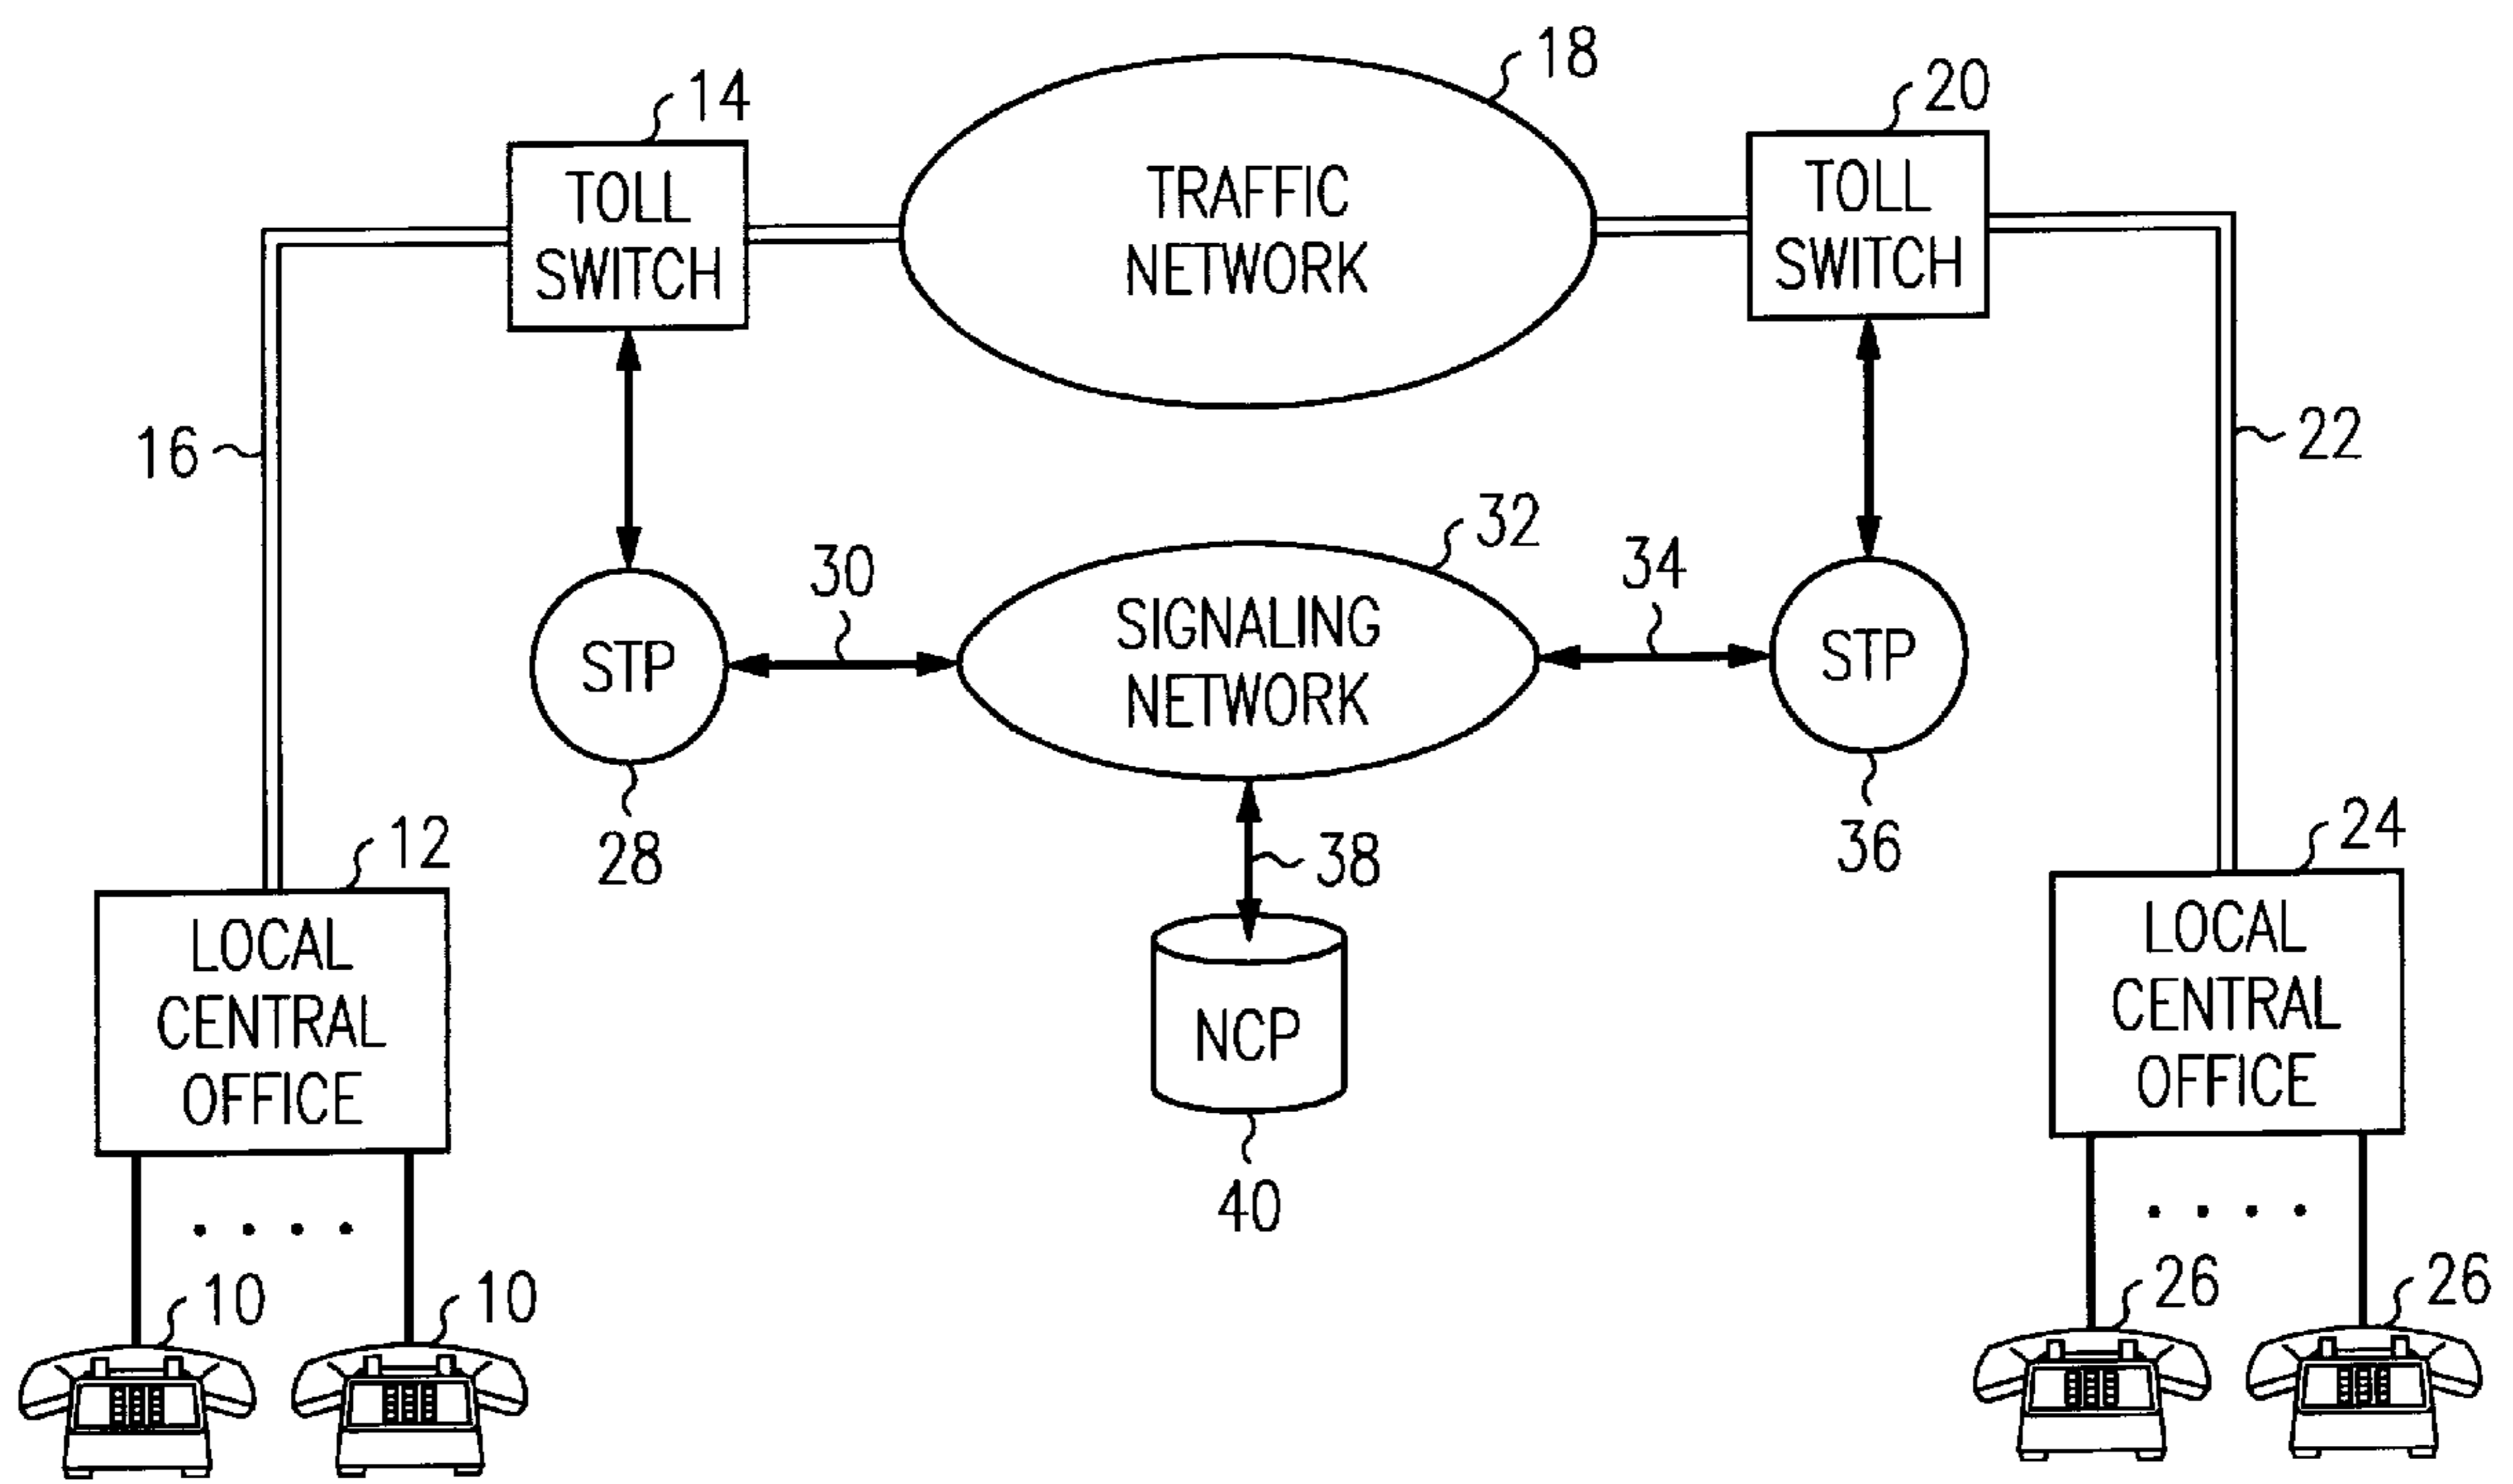 18
14
20
TOLL
SWITCH
TRAFFIC
NETWORK
TOLL
SWITCH
16
22
32
30
34
STP
SIGNALING
NETWORK
STP
28
38
36
12
24
LOCAL
CENTRAL
OFFICE
NCP
LOCAL
CENTRAL
OFFICE
40
10
10
26
26